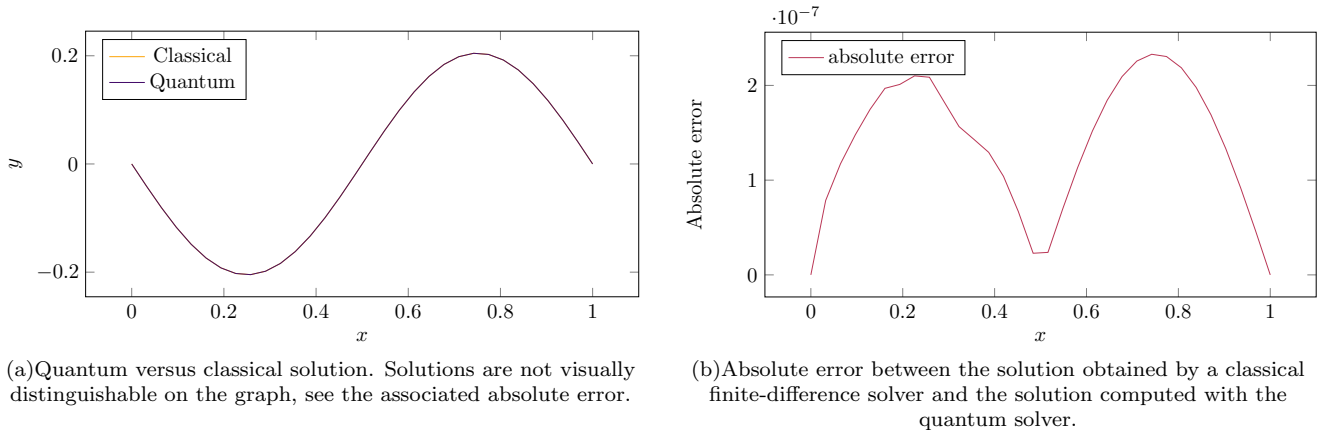 0.2
0
−0.2
y
Classical
Quantum
0 0.2 0.4 0.6 0.8 1
x
(a)Quantum versus classical solution. Solutions are not visually
distinguishable on the graph, see the associated absolute error.
·10−7
2
1
0
Absolute error
absolute error
0 0.2 0.4 0.6 0.8 1
x
(b)Absolute error between the solution obtained by a classical
finite-difference solver and the solution computed with the
quantum solver.